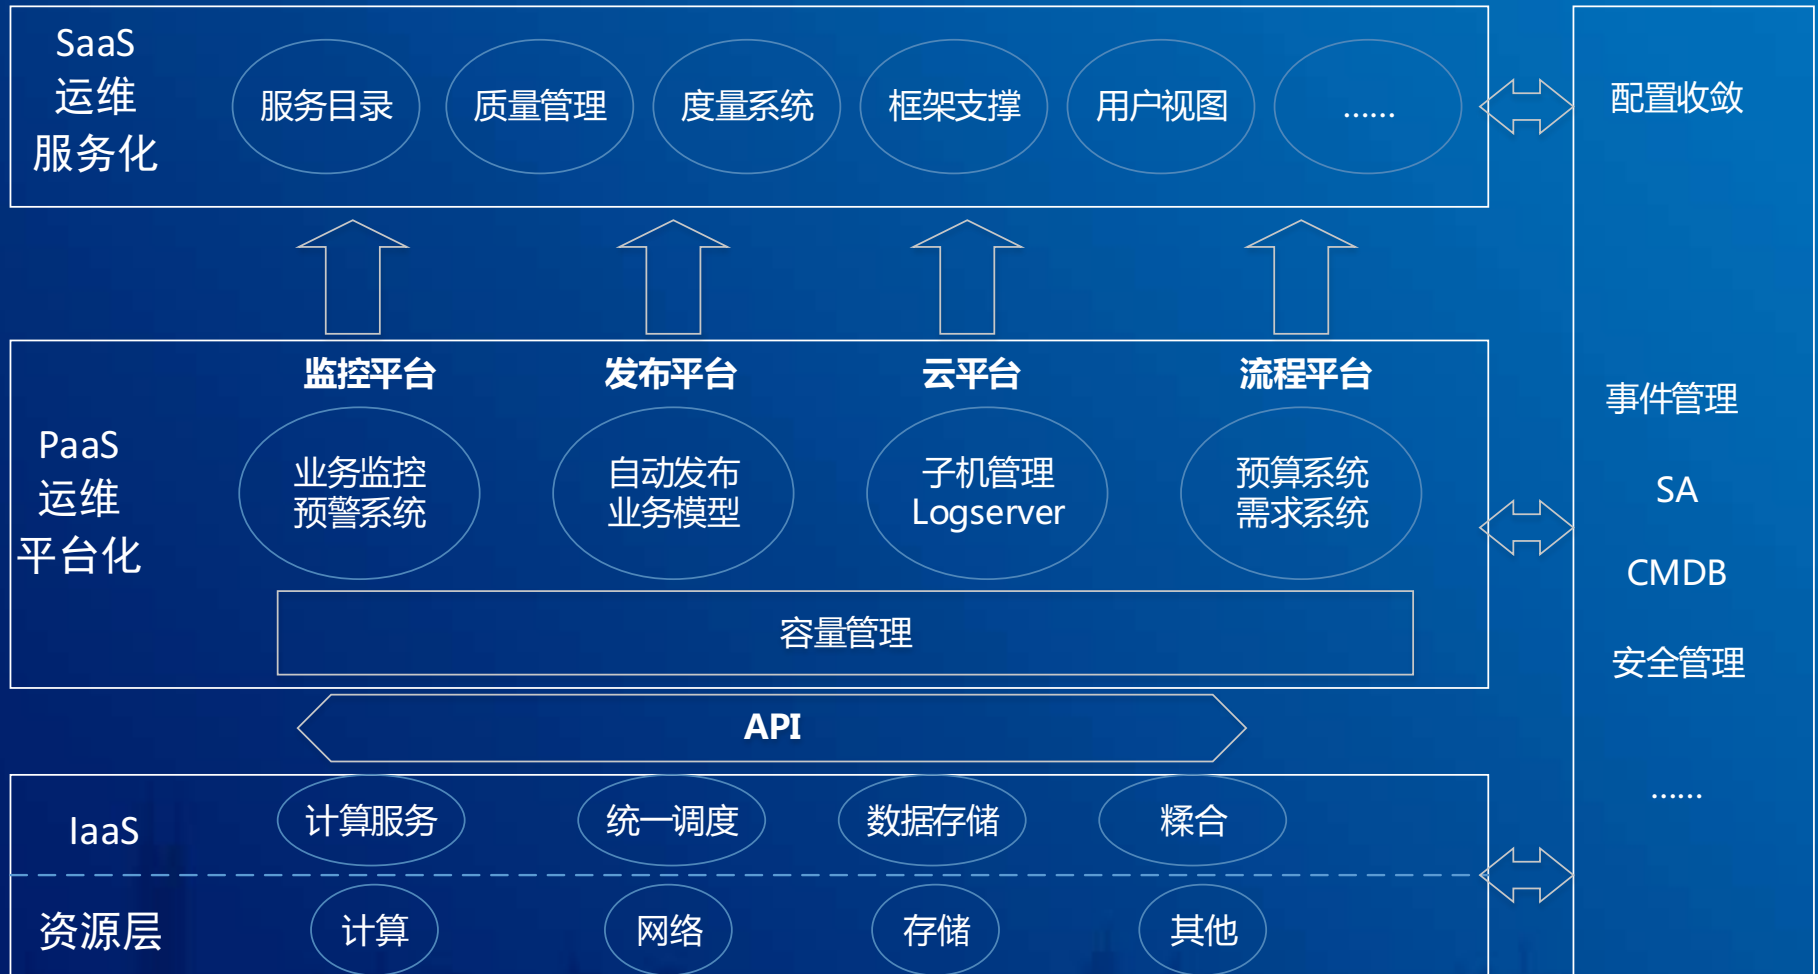 SaaS
运维
服务化
服务目录
质量管理
度量系统
框架支撑
用户视图
……
配置收敛
监控平台
发布平台
云平台
流程平台
PaaS
运维
平台化
业务监控
预警系统
自动发布
业务模型
子机管理
Logserver
预算系统
需求系统
容量管理
事件管理
SA
CMDB
安全管理
……
API
IaaS
计算服务
统一调度
数据存储
糅合
资源层
计算
网络
存储
其他